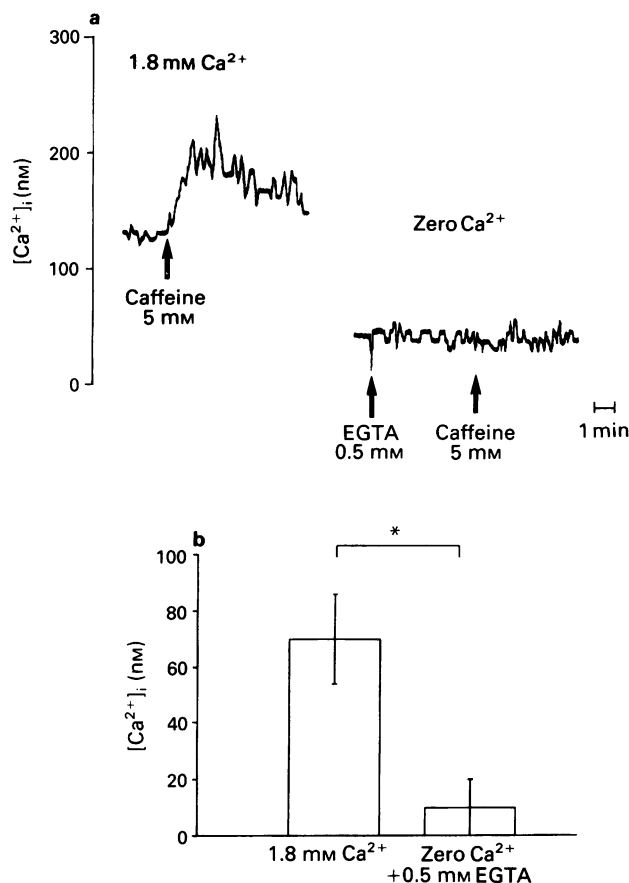 a
300
200
100
0
[Ca²⁺]ᵢ (nM)
1.8 mM Ca²⁺
Caffeine
5 mM
Zero Ca²⁺
EGTA
0.5 mM
Caffeine
5 mM
1 min
b
*
100
80
60
40
20
0
[Ca²⁺]ᵢ (nM)
1.8 mM Ca²⁺
Zero Ca²⁺
+0.5 mM EGTA